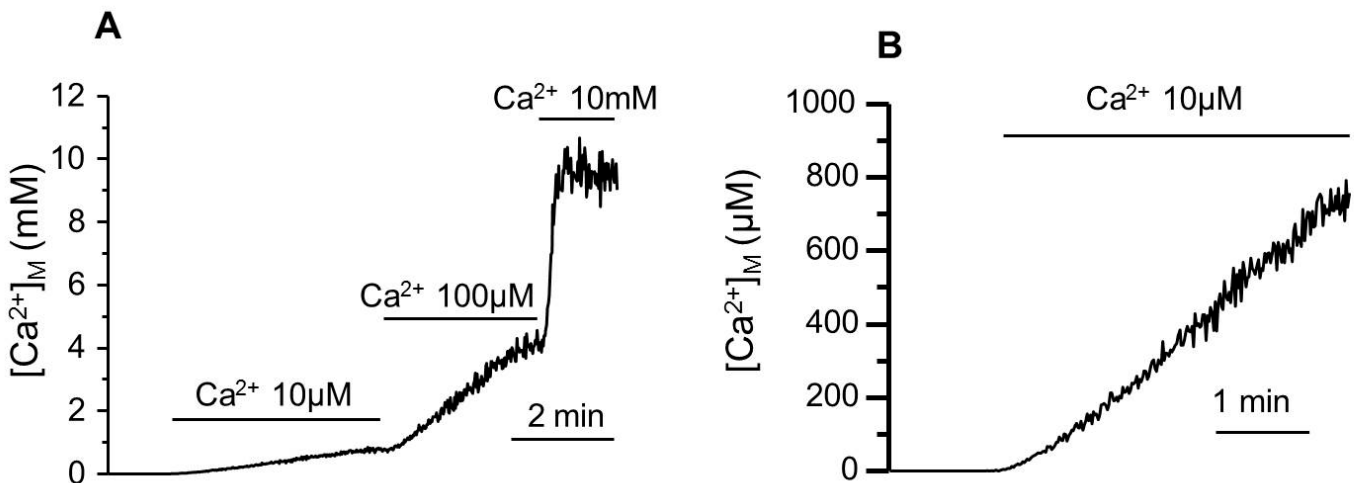 A
[Ca²⁺]M (mM)
12
10
8
6
4
2
0
Ca²⁺ 10mM
Ca²⁺ 100µM
Ca²⁺ 10µM
2 min
B
[Ca²⁺]M (µM)
1000
800
600
400
200
0
Ca²⁺ 10µM
1 min